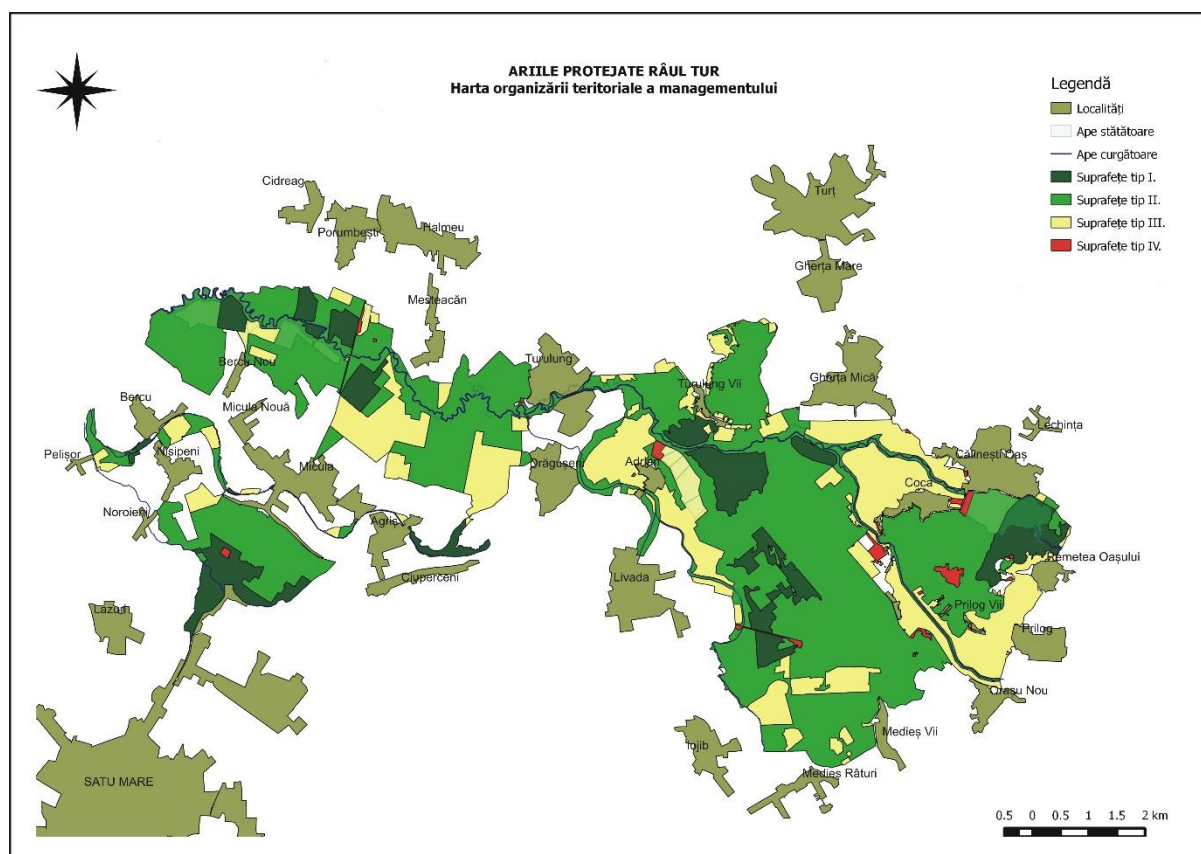 ARIILE PROTEJATE RÂUL TUR
Harta organizării teritoriale a managementului
Legendă
Localități
Ape stătătoare
Ape curgătoare
Suprafețe tip I.
Suprafețe tip II.
Suprafețe tip III.
Suprafețe tip IV.
Cidreag
Porumbești
Halmeu
Turț
Gherța Mare
Mesteacăn
Bercu Nou
Turulung
Turulung Vii
Gherța Mică
Bercu
Micula Nouă
Lechința
Pelișor
Nisipeni
Micula
Drăgușeni
Adrian
Călinești Oaș
Coca
Noroieni
Agriș
Remetea Oașului
Ciuperceni
Livada
Prilog Vii
Lazuri
Prilog
Orașu Nou
Iojib
Medieș Vii
Medieș Râturi
SATU MARE
0.5 0 0.5 1 1.5 2 km